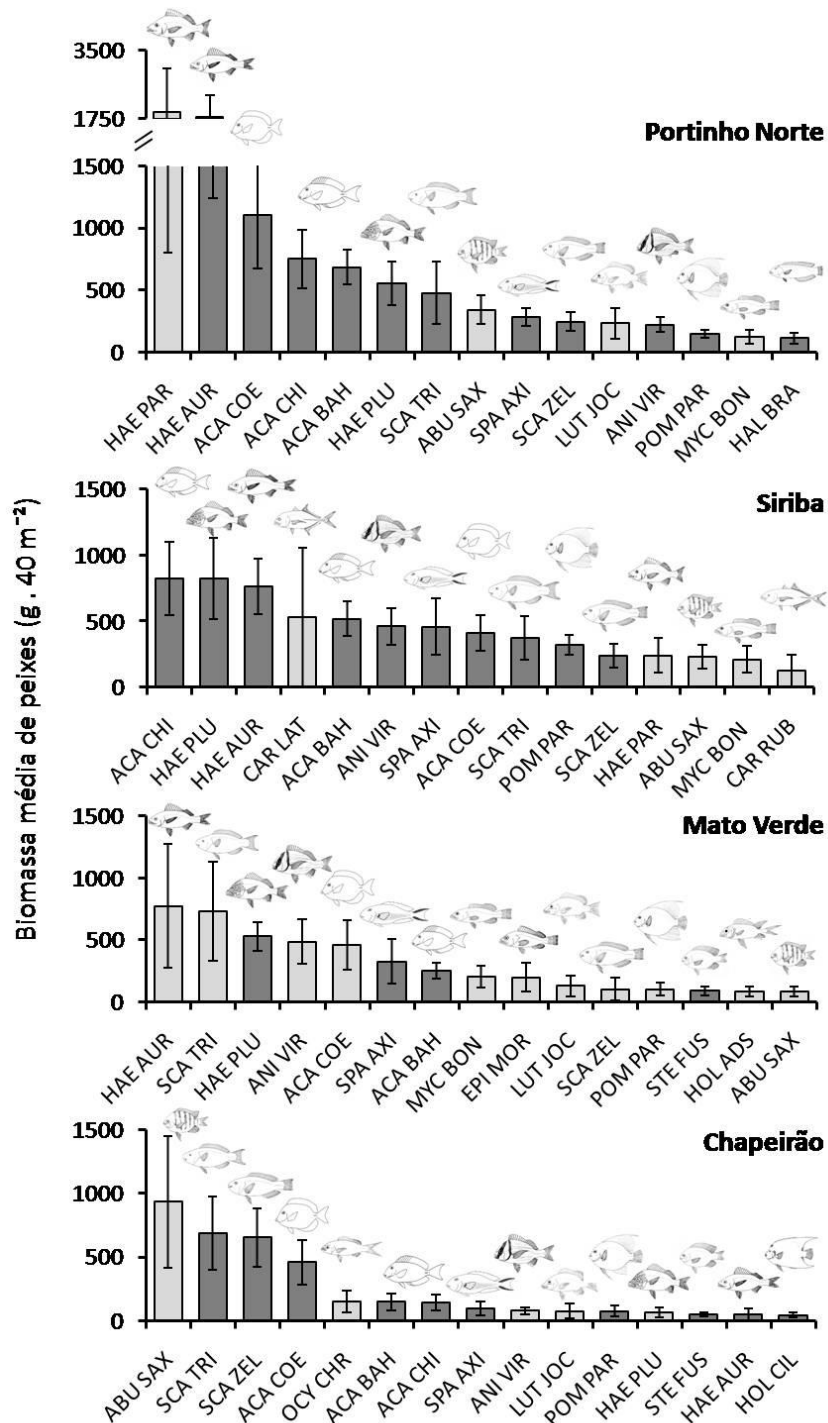 Biomassa média de peixes (g . 40 m⁻²)
Portinho Norte
3500
1750
1500
1000
500
0
HAE PAR
HAE AUR
ACA COE
ACA CHI
ACA BAH
HAE PLU
SCA TRI
ABU SAX
SPA AXI
SCA ZEL
LUT JOC
ANI VIR
POM PAR
MYC BON
HAL BRA
Siriba
1500
1000
500
0
ACA CHI
HAE PLU
HAE AUR
CAR LAT
ACA BAH
ANI VIR
SPA AXI
ACA COE
SCA TRI
POM PAR
SCA ZEL
HAE PAR
ABU SAX
MYC BON
CAR RUB
Mato Verde
1500
1000
500
0
HAE AUR
SCA TRI
HAE PLU
ANI VIR
ACA COE
SPA AXI
ACA BAH
MYC BON
EPI MOR
LUT JOC
SCA ZEL
POM PAR
STE FUS
HOL ADS
ABU SAX
Chapeirão
1500
1000
500
0
ABU SAX
SCA TRI
SCA ZEL
ACA COE
OCY CHR
ACA BAH
ACA CHI
SPA AXI
ANI VIR
LUT JOC
POM PAR
HAE PLU
STE FUS
HAE AUR
HOL CIL